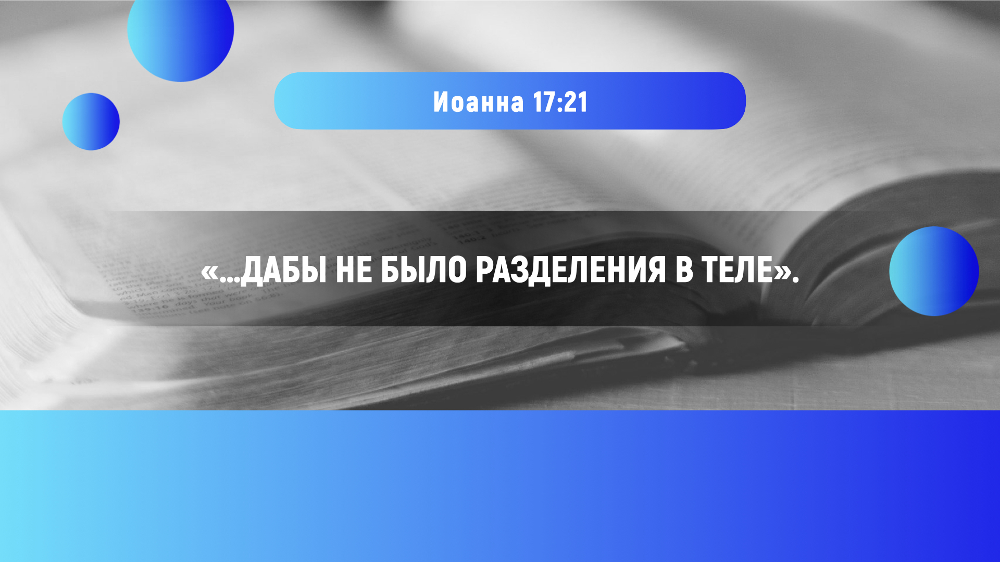 Иоанна 17:21
«...ДАБЫ НЕ БЫЛО РАЗДЕЛЕНИЯ В ТЕЛЕ».